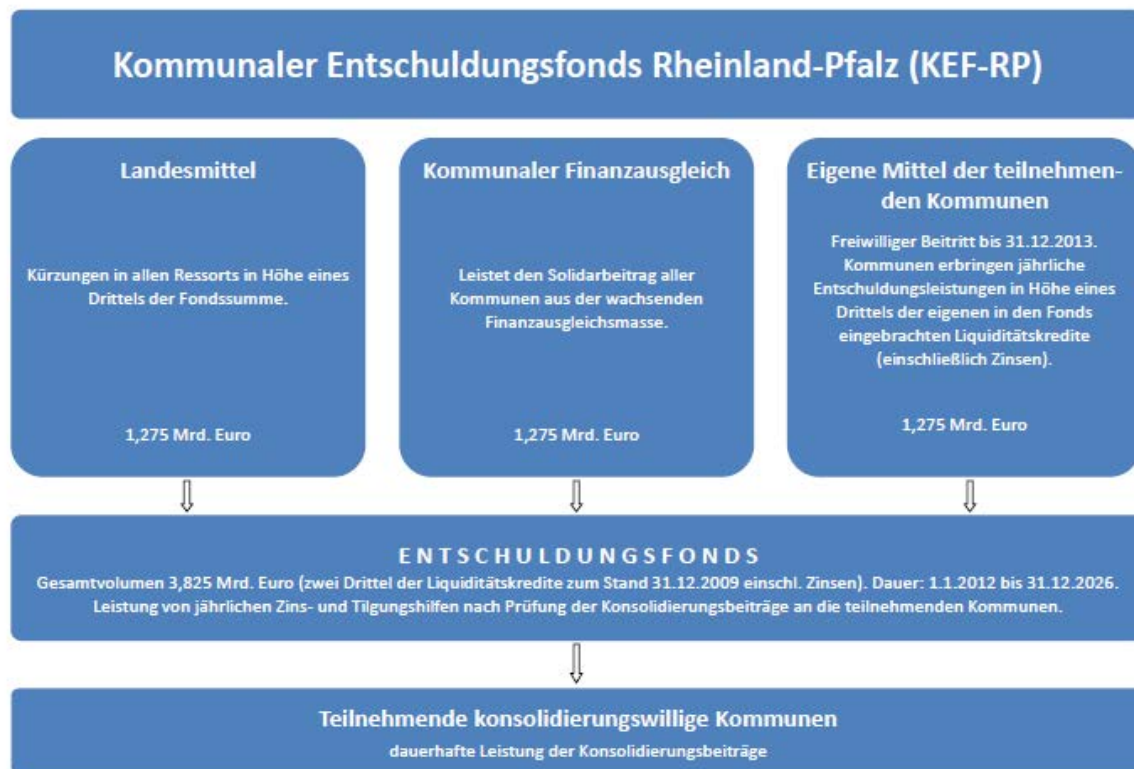 Kommunaler Entschuldungsfonds Rheinland-Pfalz (KEF-RP)
Landesmittel
Kürzungen in allen Ressorts in Höhe eines
Drittels der Fondssumme.
1,275 Mrd. Euro
Kommunaler Finanzausgleich
Leistet den Solidarbeitrag aller
Kommunen aus der wachsenden
Finanzausgleichsmasse.
1,275 Mrd. Euro
Eigene Mittel der teilnehmen-
den Kommunen
Freiwilliger Beitritt bis 31.12.2013.
Kommunen erbringen jährliche
Entschuldungsleistungen in Höhe eines
Drittels der eigenen in den Fonds
eingebrachten Liquiditätskredite
(einschließlich Zinsen).
1,275 Mrd. Euro
ENTSCHULDUNGSFONDS
Gesamtvolumen 3,825 Mrd. Euro (zwei Drittel der Liquiditätskredite zum Stand 31.12.2009 einschl. Zinsen). Dauer: 1.1.2012 bis 31.12.2026.
Leistung von jährlichen Zins- und Tilgungshilfen nach Prüfung der Konsolidierungsbeiträge an die teilnehmenden Kommunen.
Teilnehmende konsolidierungswillige Kommunen
dauerhafte Leistung der Konsolidierungsbeiträge